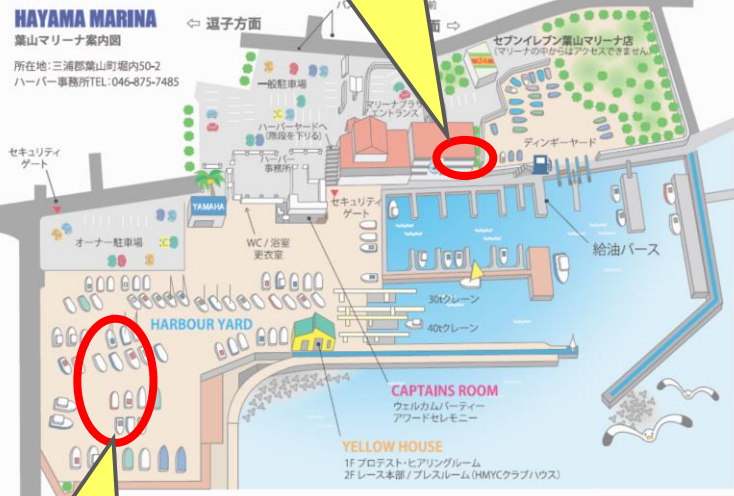 HAYAMA MARINA
葉山マリーナ案内図
所在地:三浦郡葉山町堀内50-2
ハーバー事務所TEL:046-875-7485
⇦ 逗子方面
面 ⇨
セブンイレブン葉山マリーナ店
(マリーナの中からはアクセスできません)
一般駐車場
マリーナプラザ
エントランス
ハーバーヤードへ
(階段を下りる)
ハーバー
事務所
ディンギーヤード
セキュリティ
ゲート
YAMAHA
セキュリティ
ゲート
オーナー駐車場
WC / 浴室
更衣室
給油バース
30tクレーン
HARBOUR YARD
40tクレーン
CAPTAINS ROOM
ウェルカムパーティー
アワードセレモニー
YELLOW HOUSE
1F プロテスト・ヒアリングルーム
2F レース本部 / プレスルーム (HMYCクラブハウス)